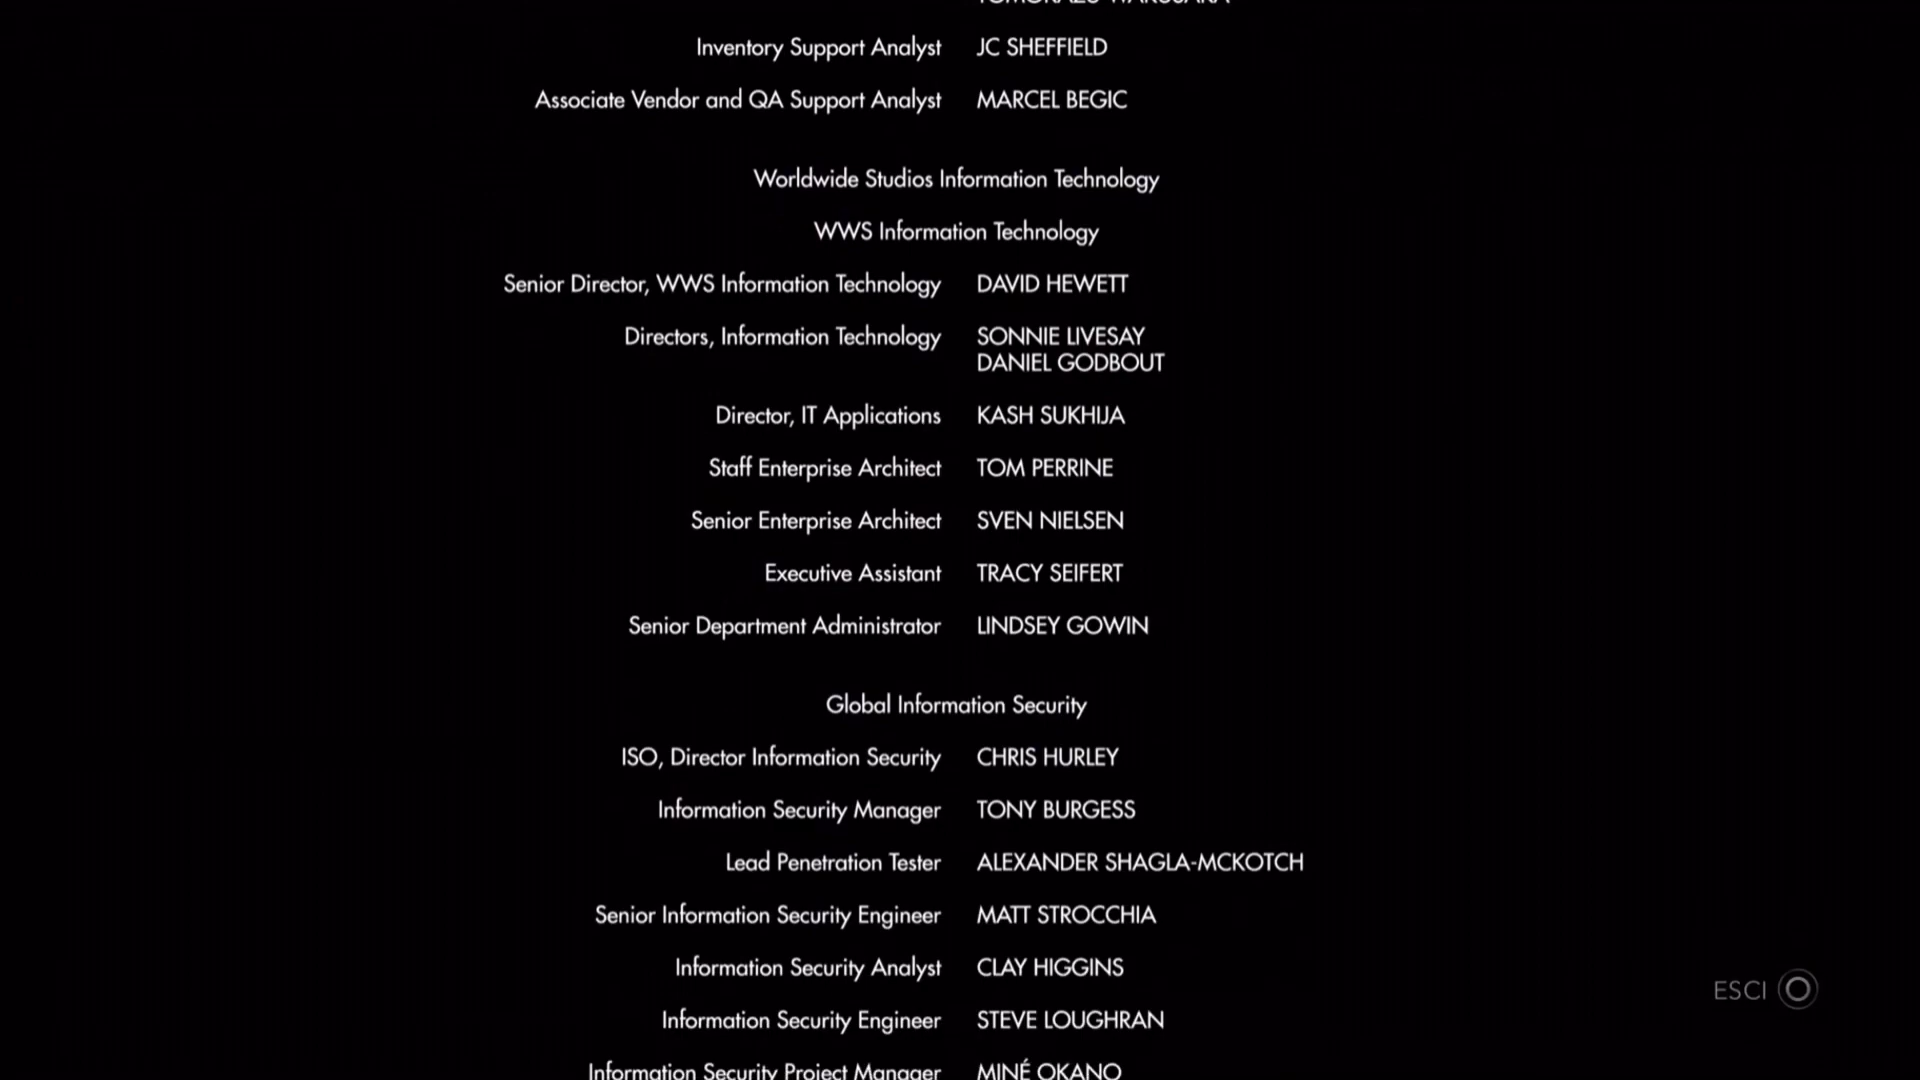 Inventory Support Analyst JC SHEFFIELD
Associate Vendor and QA Support Analyst MARCEL BEGIC
Worldwide Studios Information Technology
WWS Information Technology
Senior Director, WWS Information Technology DAVID HEWETT
Directors, Information Technology SONNIE LIVESAY
DANIEL GODBOUT
Director, IT Applications KASH SUKHIJA
Staff Enterprise Architect TOM PERRINE
Senior Enterprise Architect SVEN NIELSEN
Executive Assistant TRACY SEIFERT
Senior Department Administrator LINDSEY GOWIN
Global Information Security
ISO, Director Information Security CHRIS HURLEY
Information Security Manager TONY BURGESS
Lead Penetration Tester ALEXANDER SHAGLA-MCKOTCH
Senior Information Security Engineer MATT STROCCHIA
Information Security Analyst CLAY HIGGINS
ESCI
Information Security Engineer STEVE LOUGHRAN
Information Security Project Manager MINÉ OKANO